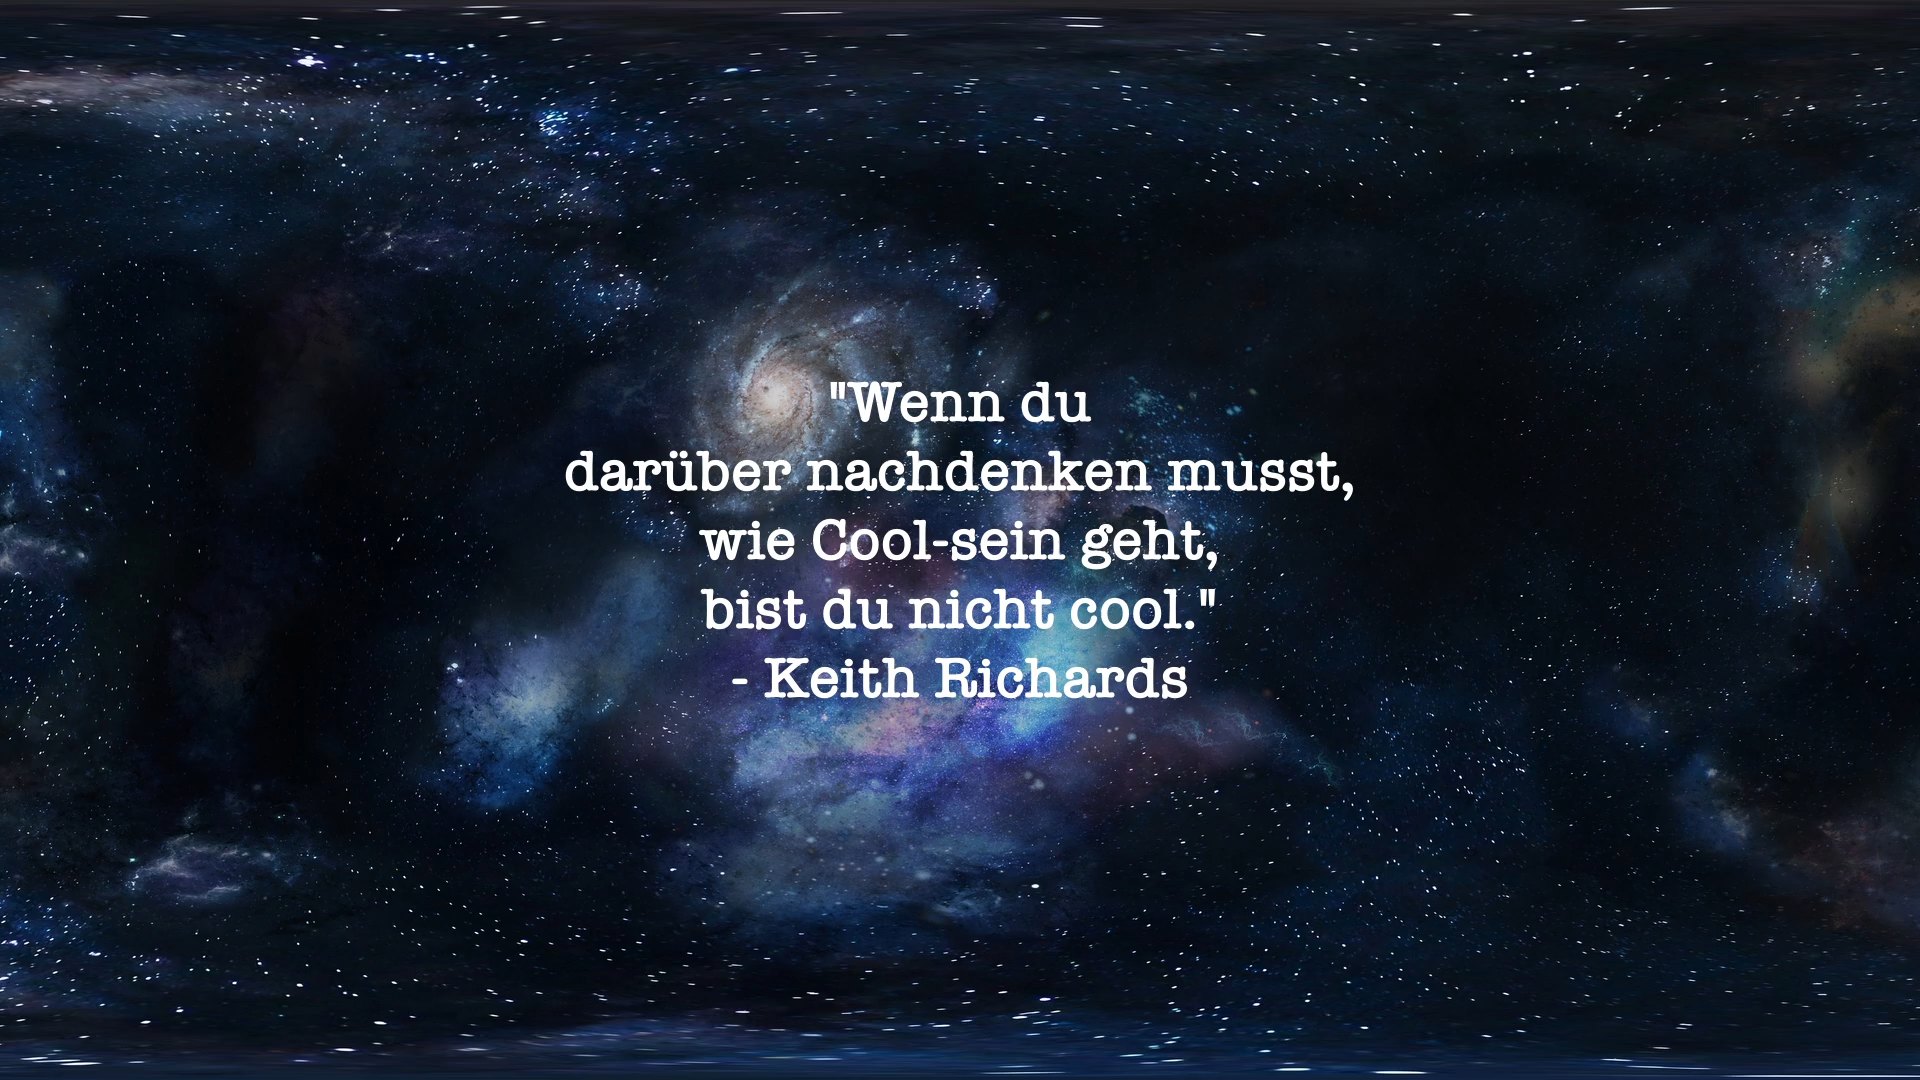 "Wenn du
darüber nachdenken musst,
wie Cool-sein geht,
bist du nicht cool."
- Keith Richards